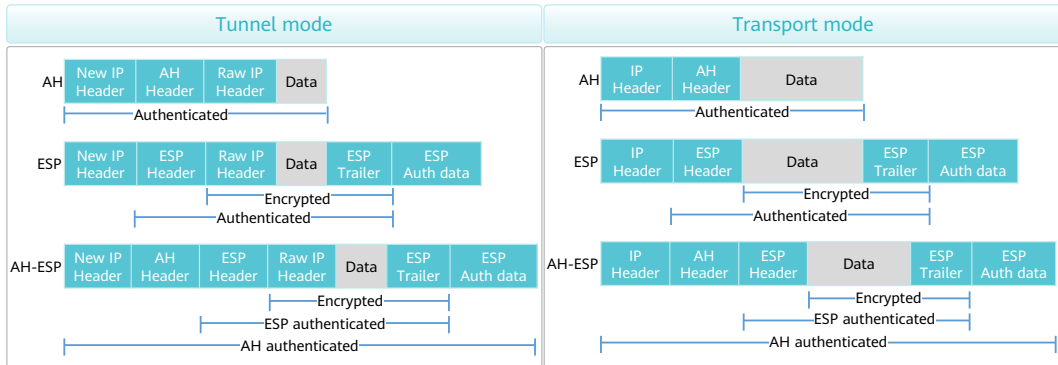 Tunnel mode
AH
New IP
Header
AH
Header
Raw IP
Header
Data
Authenticated
ESP
New IP
Header
ESP
Header
Raw IP
Header
Data
ESP
Trailer
ESP
Auth data
Encrypted
Authenticated
AH-ESP
New IP
Header
AH
Header
ESP
Header
Raw IP
Header
Data
ESP
Trailer
ESP
Auth data
Encrypted
ESP authenticated
AH authenticated
Transport mode
AH
IP
Header
AH
Header
Data
Authenticated
ESP
IP
Header
ESP
Header
Data
ESP
Trailer
ESP
Auth data
Encrypted
Authenticated
AH-ESP
IP
Header
AH
Header
ESP
Header
Data
ESP
Trailer
ESP
Auth data
Encrypted
ESP authenticated
AH authenticated